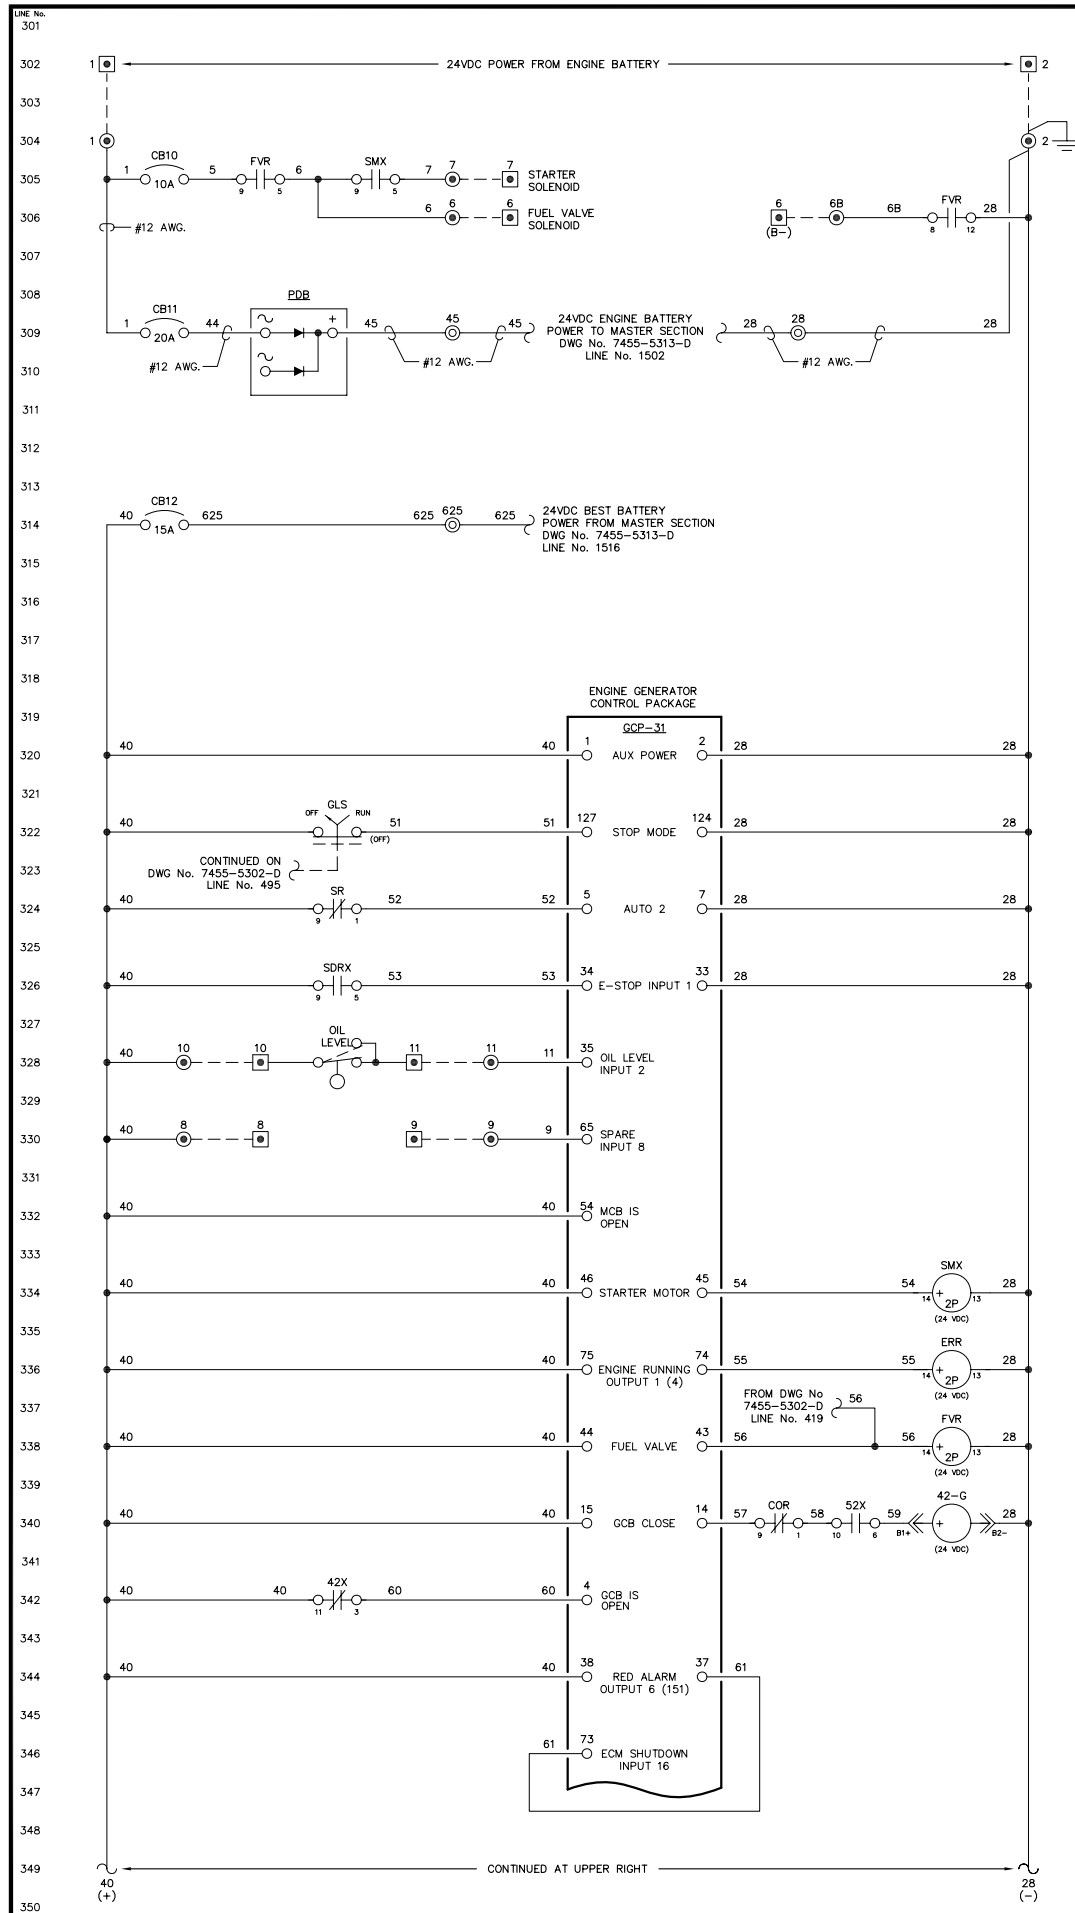 LINE No.
301
302 1 24VDC POWER FROM ENGINE BATTERY 2
303
304 1 2
CB10 FVR SMX 7 7
305 1 10A 5 9 5 6 9 5 7 STARTER
SOLENOID
6 6 6 6B FVR
306 6 FUEL VALVE
SOLENOID (B-) 6B 8 12 28
#12 AWG.
307
308 PDB
CB11 + 45 24VDC ENGINE BATTERY 28
309 1 20A 44 45 45 POWER TO MASTER SECTION 28 28
DWG No. 7455-5313-D
LINE No. 1502
310 #12 AWG. #12 AWG. #12 AWG.
311
312
313
CB12 625 24VDC BEST BATTERY
314 40 15A 625 625 625 POWER FROM MASTER SECTION
DWG No. 7455-5313-D
LINE No. 1516
315
316
317
318
ENGINE GENERATOR
CONTROL PACKAGE
319
GCP-31
320 40 40 1 AUX POWER 2 28 28
321
GLS
OFF RUN
322 40 51 51 127 STOP MODE 124 28 28
(OFF)
323 CONTINUED ON
DWG No. 7455-5302-D
LINE No. 495
SR
324 40 9 1 52 52 5 AUTO 2 7 28 28
325
SDRX
326 40 9 5 53 53 34 E-STOP INPUT 1 33 28 28
327
OIL
LEVEL
328 40 10 10 11 11 11 35 OIL LEVEL
INPUT 2
329
330 40 8 8 9 9 9 65 SPARE
INPUT 8
331
332 40 40 54 MCB IS
OPEN
333
SMX
334 40 40 46 STARTER MOTOR 45 54 54 14 + 2P 13 28
(24 VDC)
335
ERR
336 40 40 75 ENGINE RUNNING 74 55 55 14 + 2P 13 28
OUTPUT 1 (4) (24 VDC)
337 FROM DWG No 56
7455-5302-D
LINE No. 419
FVR
338 40 40 44 FUEL VALVE 43 56 56 14 + 2P 13 28
(24 VDC)
339
COR 52X 42-G
340 40 40 15 GCB CLOSE 14 57 9 1 58 10 6 59 B1+ + B2- 28
(24 VDC)
341
42X
342 40 40 11 3 60 60 4 GCB IS
OPEN
343
344 40 40 38 RED ALARM 37 61
OUTPUT 6 (151)
345
346 61 73 ECM SHUTDOWN
INPUT 16
347
348
349 CONTINUED AT UPPER RIGHT
40 28
(+) (-)
350